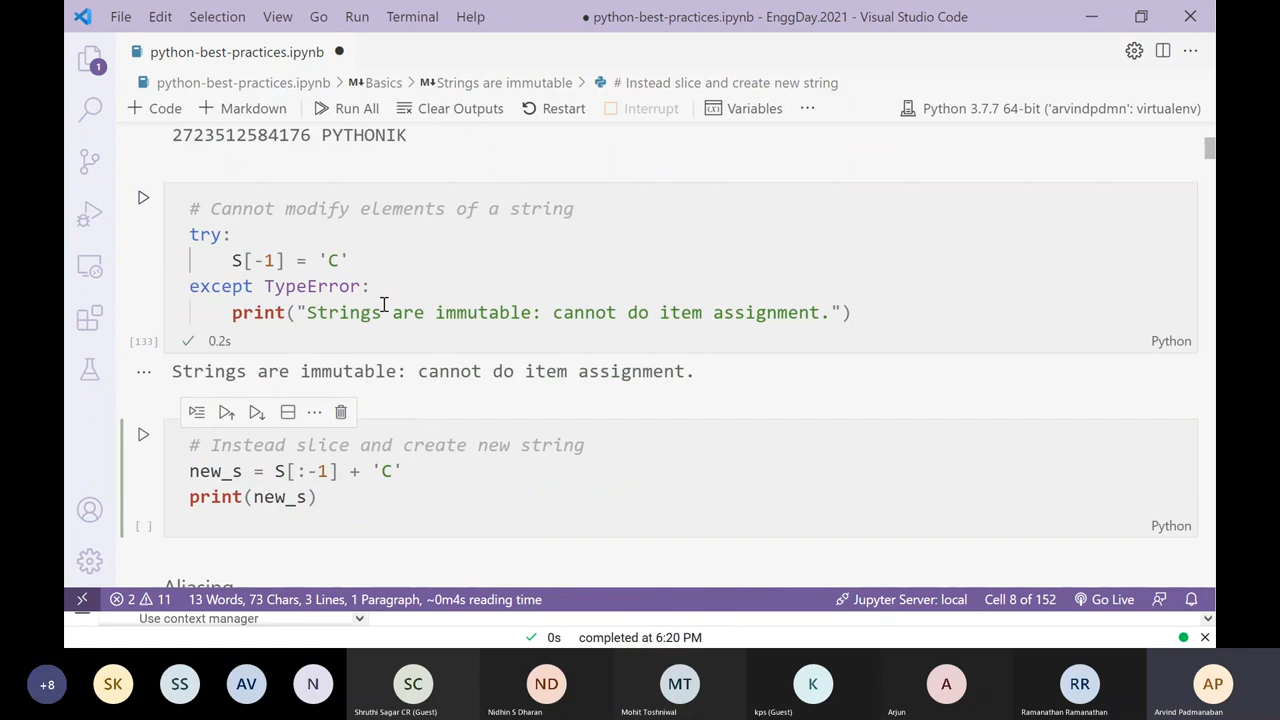 File Edit Selection View Go Run Terminal Help ● python-best-practices.ipynb - EnggDay.2021 - Visual Studio Code
python-best-practices.ipynb ●
python-best-practices.ipynb > M↓Basics > M↓Strings are immutable > # Instead slice and create new string
+ Code + Markdown Run All Clear Outputs Restart Interrupt Variables ··· Python 3.7.7 64-bit ('arvindpdmn': virtualenv)
1
2723512584176 PYTHONIK
# Cannot modify elements of a string
try:
S[-1] = 'C'
except TypeError:
print("Strings are immutable: cannot do item assignment.")
[133] ✓ 0.2s Python
··· Strings are immutable: cannot do item assignment.
# Instead slice and create new string
new_s = S[:-1] + 'C'
print(new_s)
[ ] Python
Aliasing
2 11 13 Words, 73 Chars, 3 Lines, 1 Paragraph, ~0m4s reading time Jupyter Server: local Cell 8 of 152 Go Live
Use context manager
✓ 0s completed at 6:20 PM
+8 SK SS AV N SC ND MT K A RR AP
Shruthi Sagar CR (Guest) Nidhin S Dharan Mohit Toshniwal kps (Guest) Arjun Ramanathan Ramanathan Arvind Padmanaban